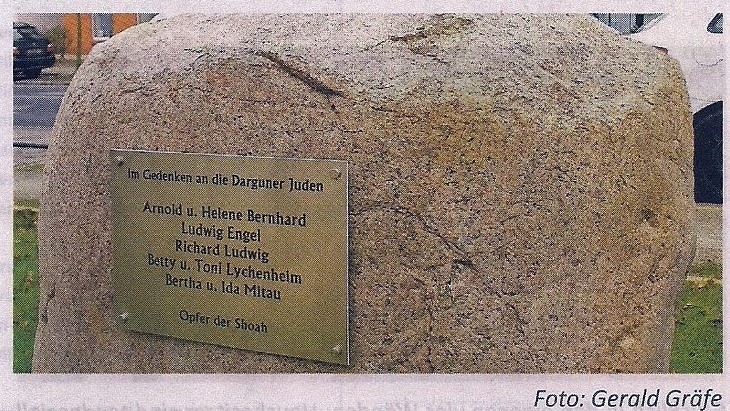 Im Gedenken an die Darguner Juden
Arnold u. Helene Bernhard
Ludwig Engel
Richard Ludwig
Betty u. Toni Lychenheim
Bertha u. Ida Mitau
Opfer der Shoah
Foto: Gerald Gräfe